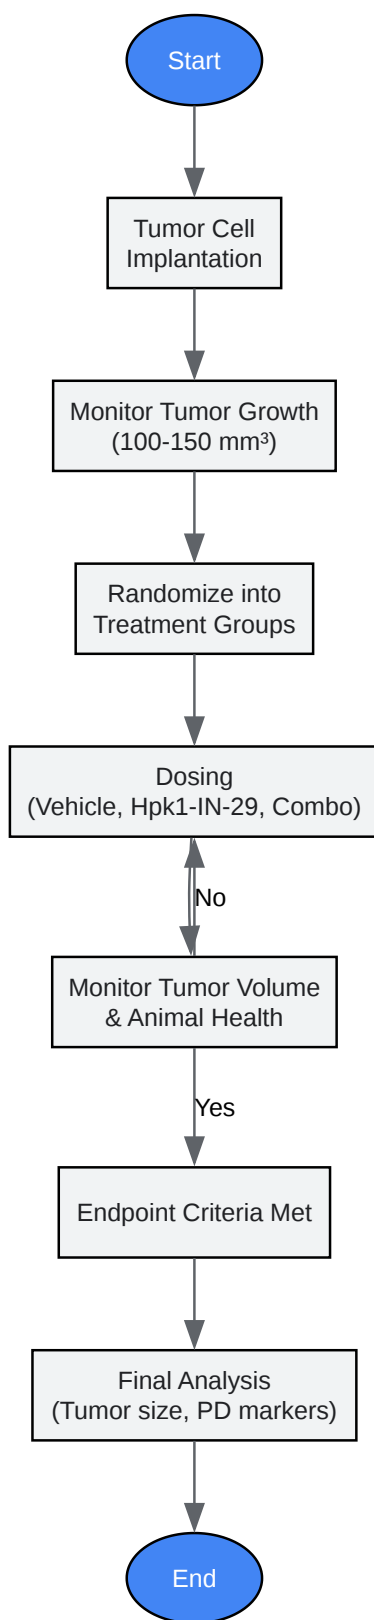 Start
Tumor Cell
Implantation
Monitor Tumor Growth
(100-150 mm³)
Randomize into
Treatment Groups
Dosing
(Vehicle, Hpk1-IN-29, Combo)
No
Monitor Tumor Volume
& Animal Health
Yes
Endpoint Criteria Met
Final Analysis
(Tumor size, PD markers)
End